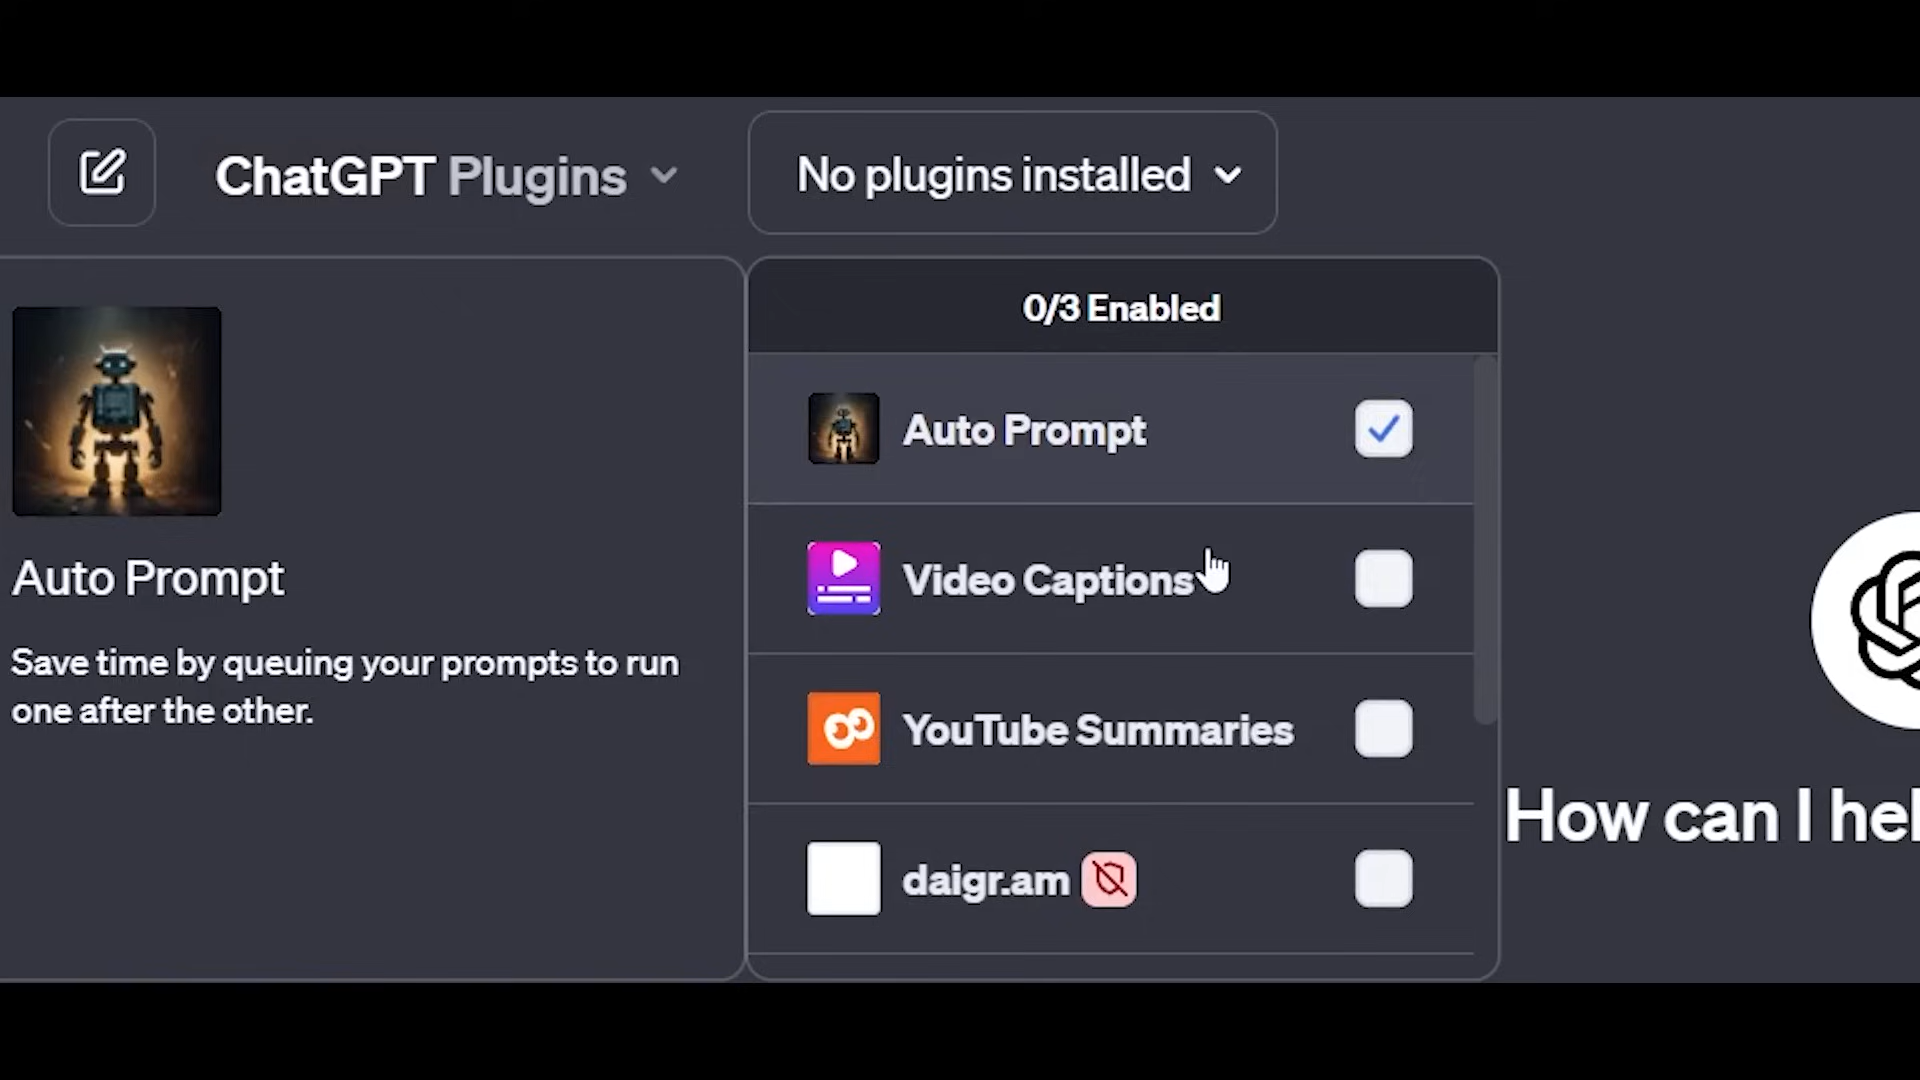 ChatGPT Plugins
No plugins installed
0/3 Enabled
Auto Prompt
Save time by queuing your prompts to run
one after the other.
Auto Prompt
Video Captions
YouTube Summaries
daigr.am
How can I hel